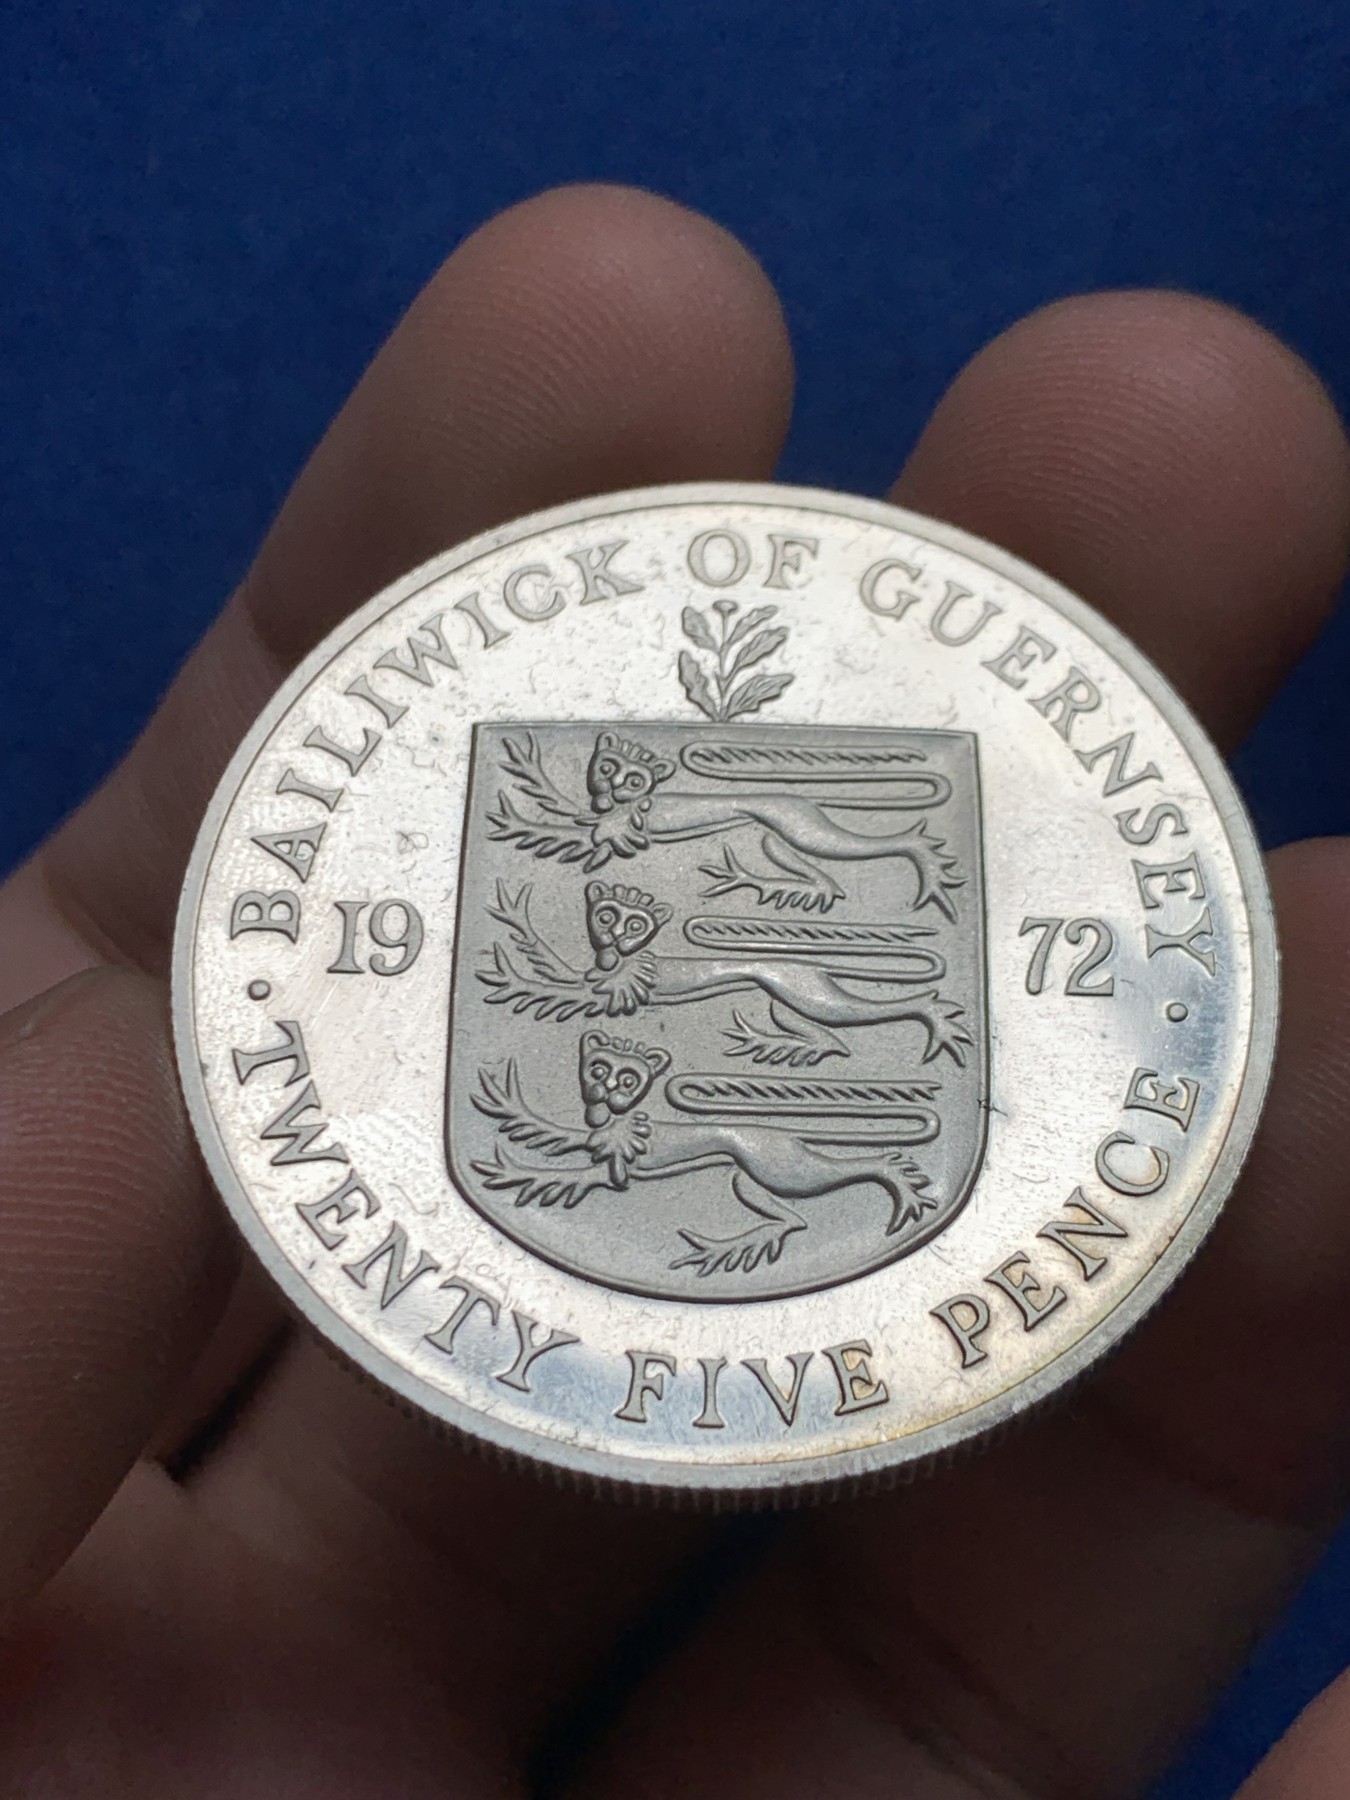 BAILIWICK OF GUERNSEY
19 72
TWENTY FIVE PENCE